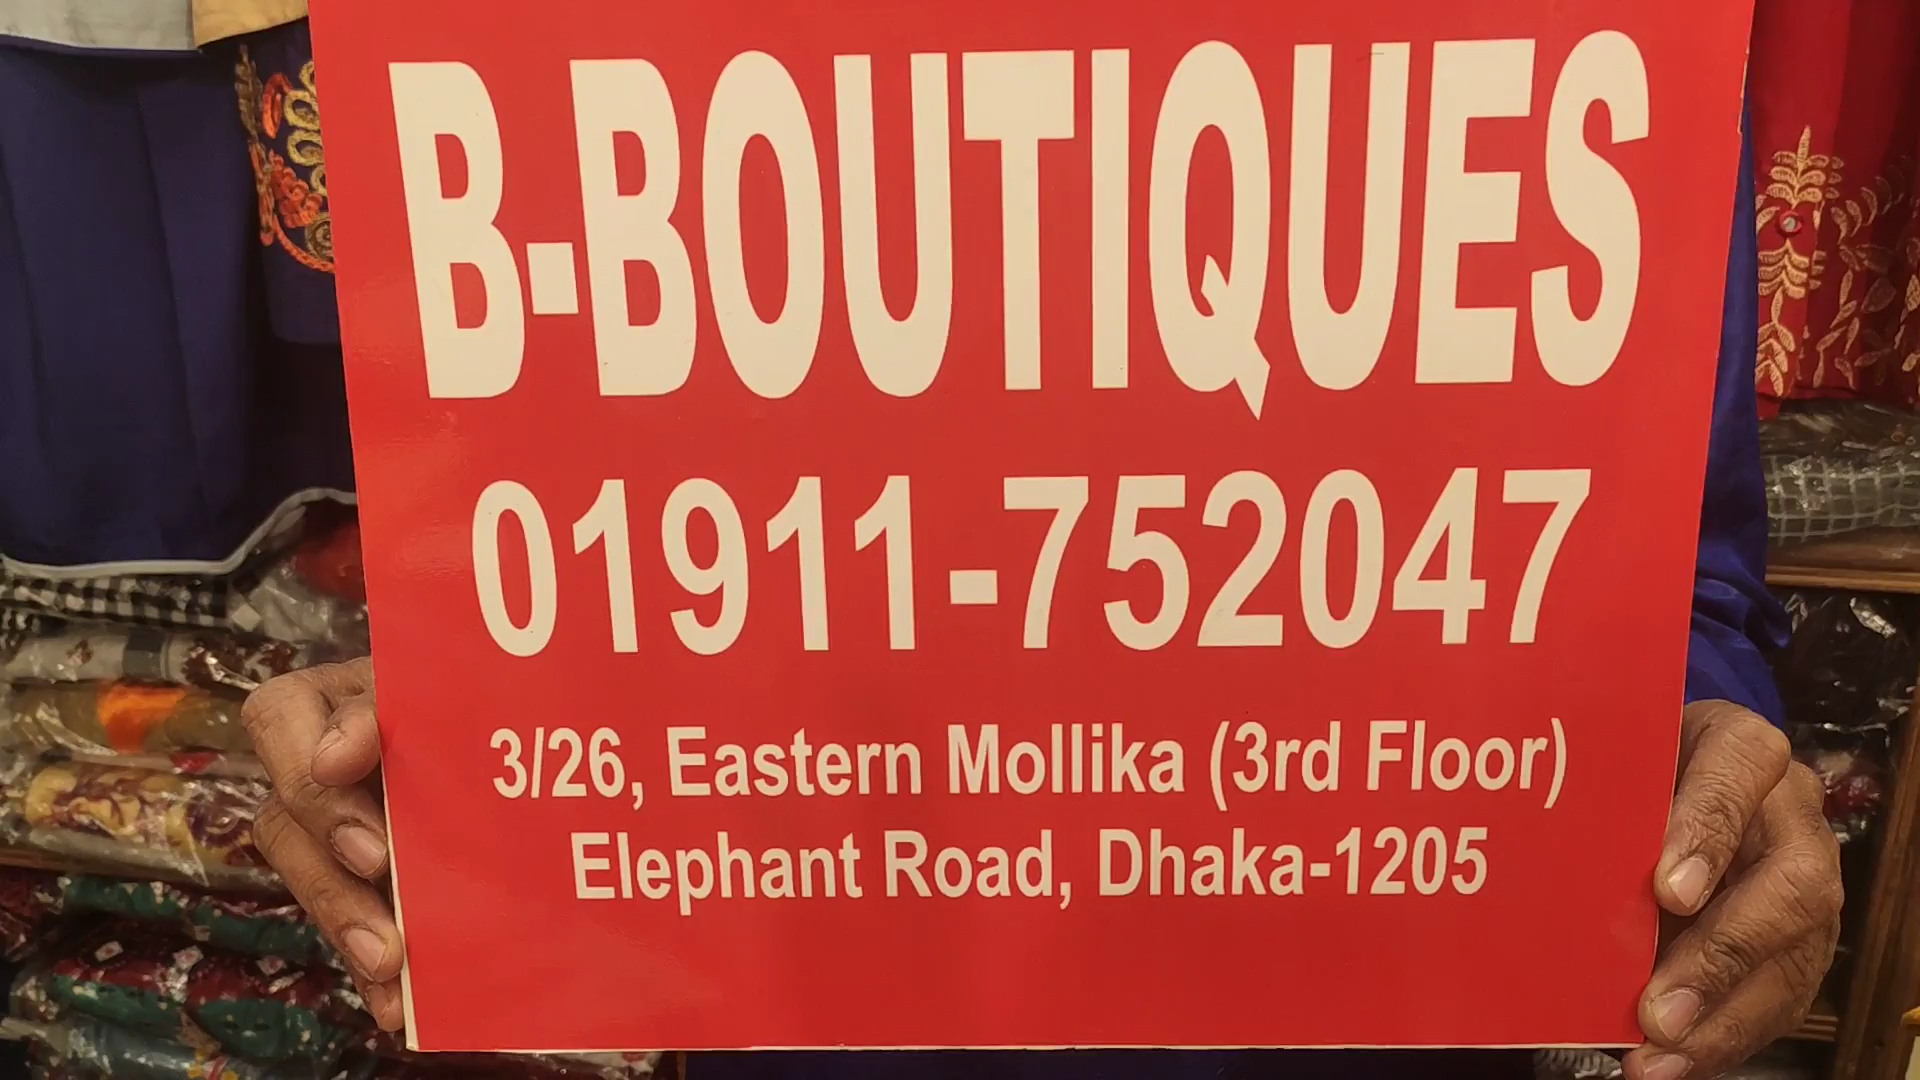 B-BOUTIQUES
01911-752047
3/26, Eastern Mollika (3rd Floor)
Elephant Road, Dhaka-1205